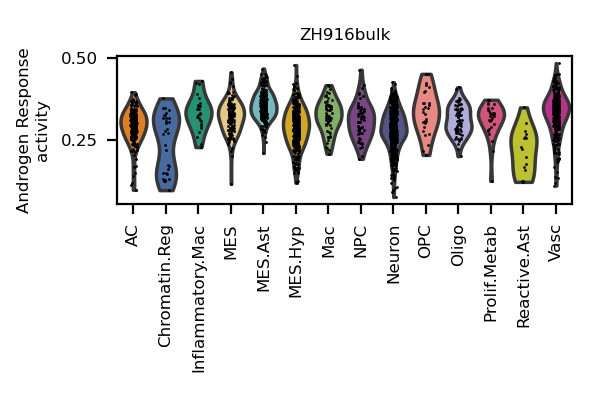 ZH916bulk
Androgen Response
activity
0.50
0.25
AC
Chromatin.Reg
Inflammatory.Mac
MES
MES.Ast
MES.Hyp
Mac
NPC
Neuron
OPC
Oligo
Prolif.Metab
Reactive.Ast
Vasc